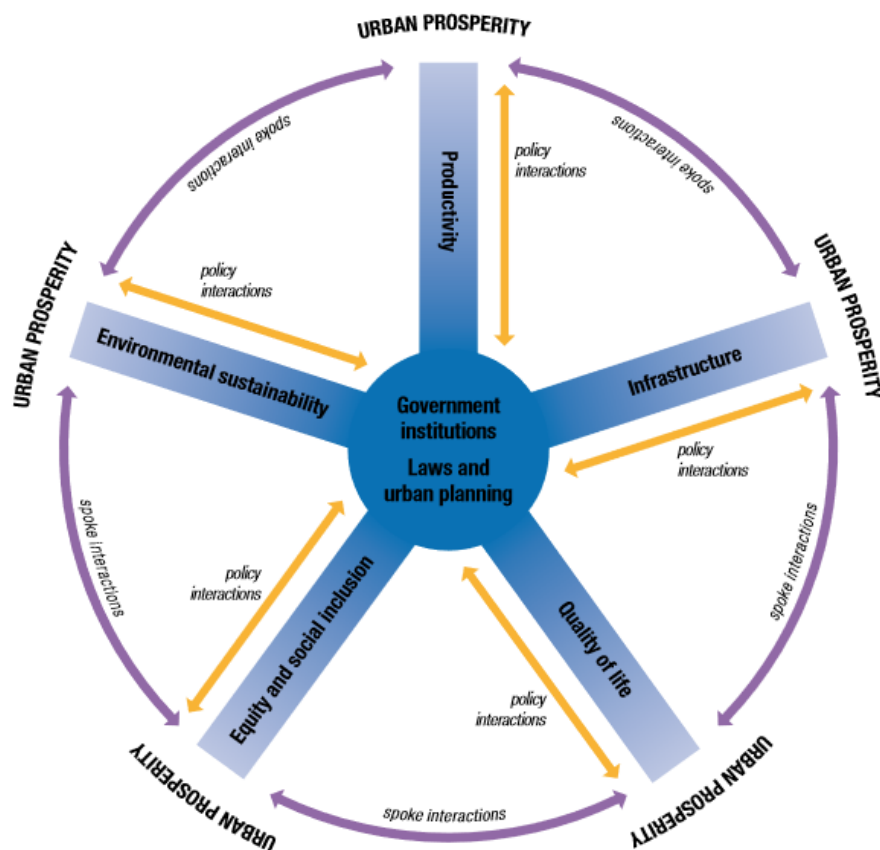 URBAN PROSPERITY
spoke interactions
spoke interactions
Productivity
policy
interactions
URBAN PROSPERITY
URBAN PROSPERITY
policy
interactions
Environmental sustainability
Infrastructure
Government
institutions
Laws and
urban planning
policy
interactions
spoke interactions
spoke interactions
policy
interactions
Equity and social inclusion
Quality of life
policy
interactions
URBAN PROSPERITY
URBAN PROSPERITY
spoke interactions